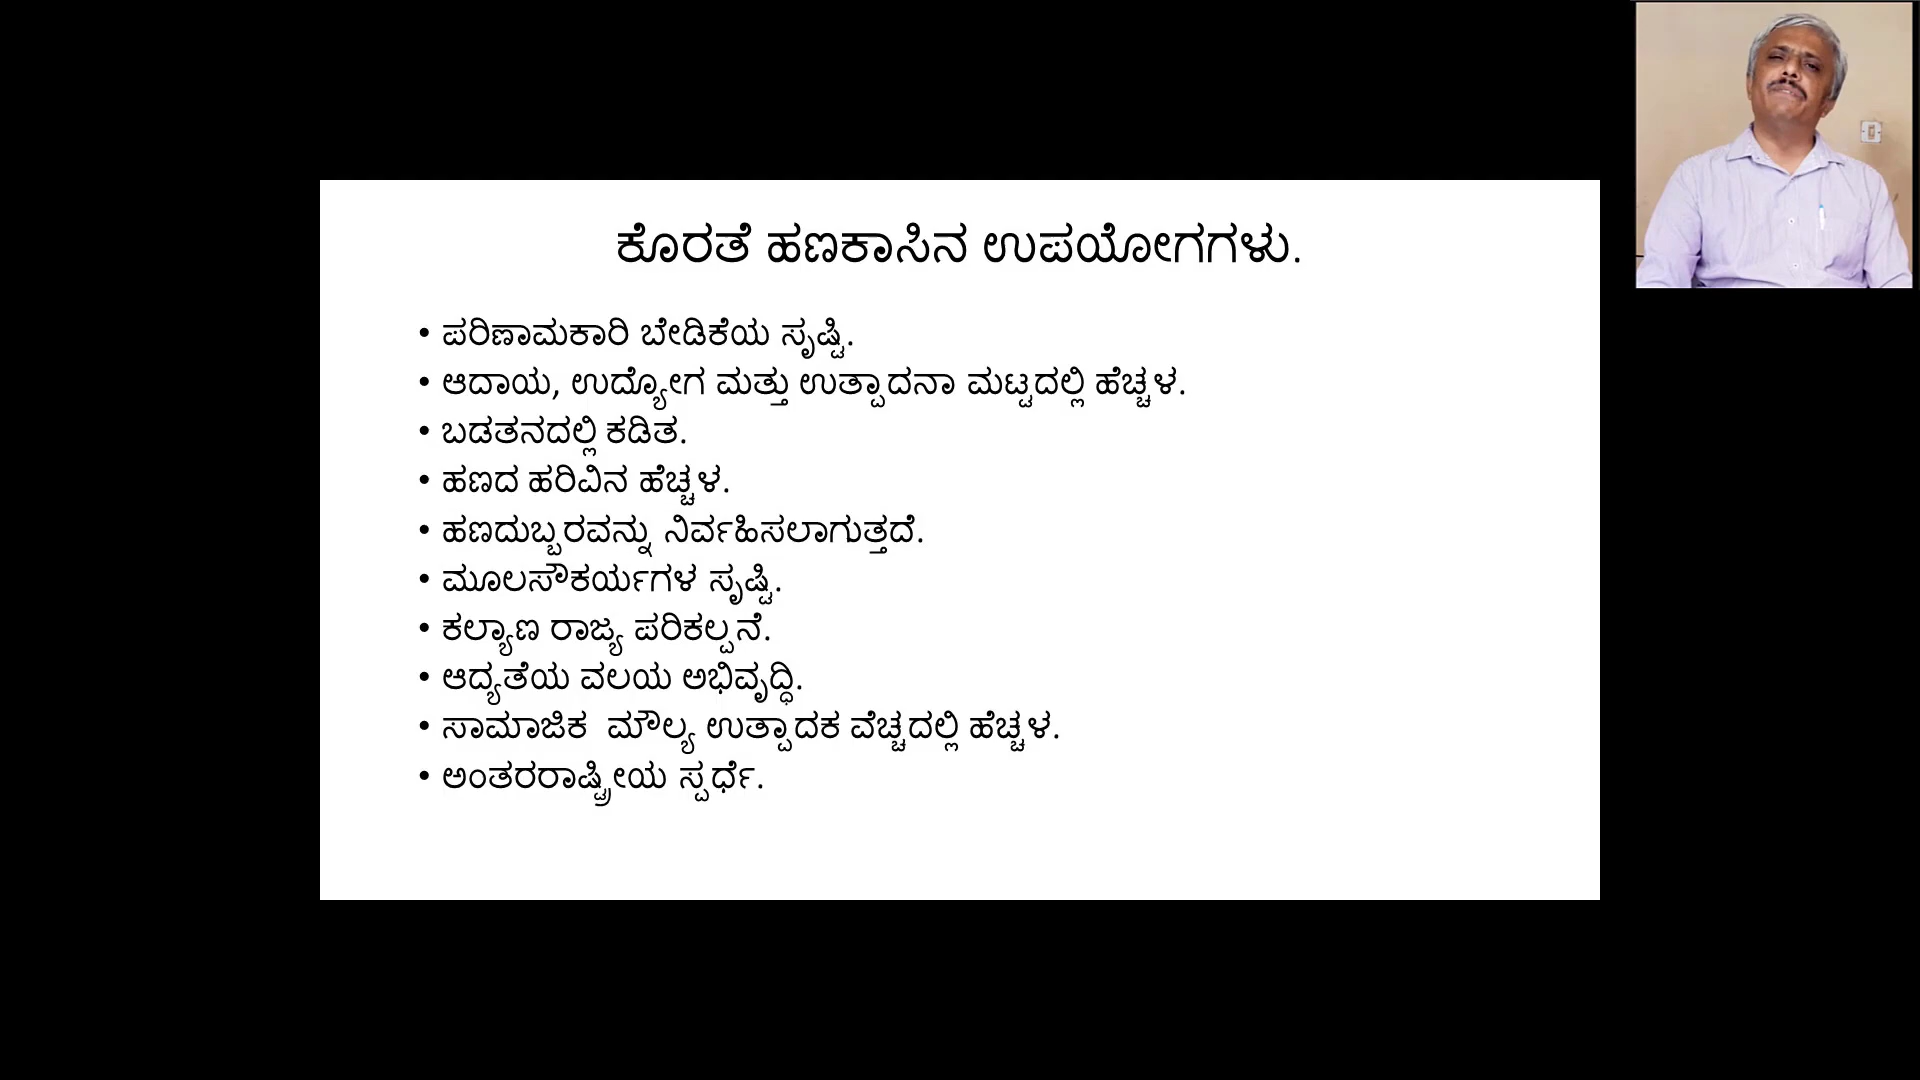 ಕೊರತೆ ಹಣಕಾಸಿನ ಉಪಯೋಗಗಳು.
• ಪರಿಣಾಮಕಾರಿ ಬೇಡಿಕೆಯ ಸೃಷ್ಟಿ.
• ಆದಾಯ, ಉದ್ಯೋಗ ಮತ್ತು ಉತ್ಪಾದನಾ ಮಟ್ಟದಲ್ಲಿ ಹೆಚ್ಚಳ.
• ಬಡತನದಲ್ಲಿ ಕಡಿತ.
• ಹಣದ ಹರಿವಿನ ಹೆಚ್ಚಳ.
• ಹಣದುಬ್ಬರವನ್ನು ನಿರ್ವಹಿಸಲಾಗುತ್ತದೆ.
• ಮೂಲಸೌಕರ್ಯಗಳ ಸೃಷ್ಟಿ.
• ಕಲ್ಯಾಣ ರಾಜ್ಯ ಪರಿಕಲ್ಪನೆ.
• ಆದ್ಯತೆಯ ವಲಯ ಅಭಿವೃದ್ಧಿ.
• ಸಾಮಾಜಿಕ ಮೌಲ್ಯ ಉತ್ಪಾದಕ ವೆಚ್ಚದಲ್ಲಿ ಹೆಚ್ಚಳ.
• ಅಂತರರಾಷ್ಟ್ರೀಯ ಸ್ಪರ್ಧೆ.